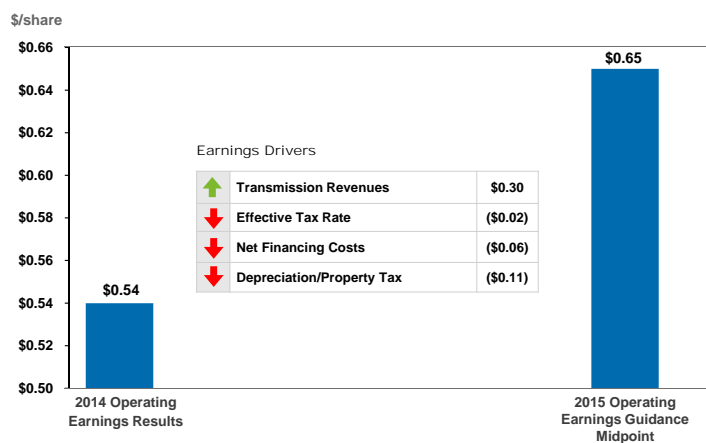 $/share
$0.66
$0.64
$0.62
$0.60
$0.58
$0.56
$0.54
$0.52
$0.50
$0.54
$0.65
Earnings Drivers
Transmission Revenues $0.30
Effective Tax Rate ($0.02)
Net Financing Costs ($0.06)
Depreciation/Property Tax ($0.11)
2014 Operating
Earnings Results
2015 Operating
Earnings Guidance
Midpoint